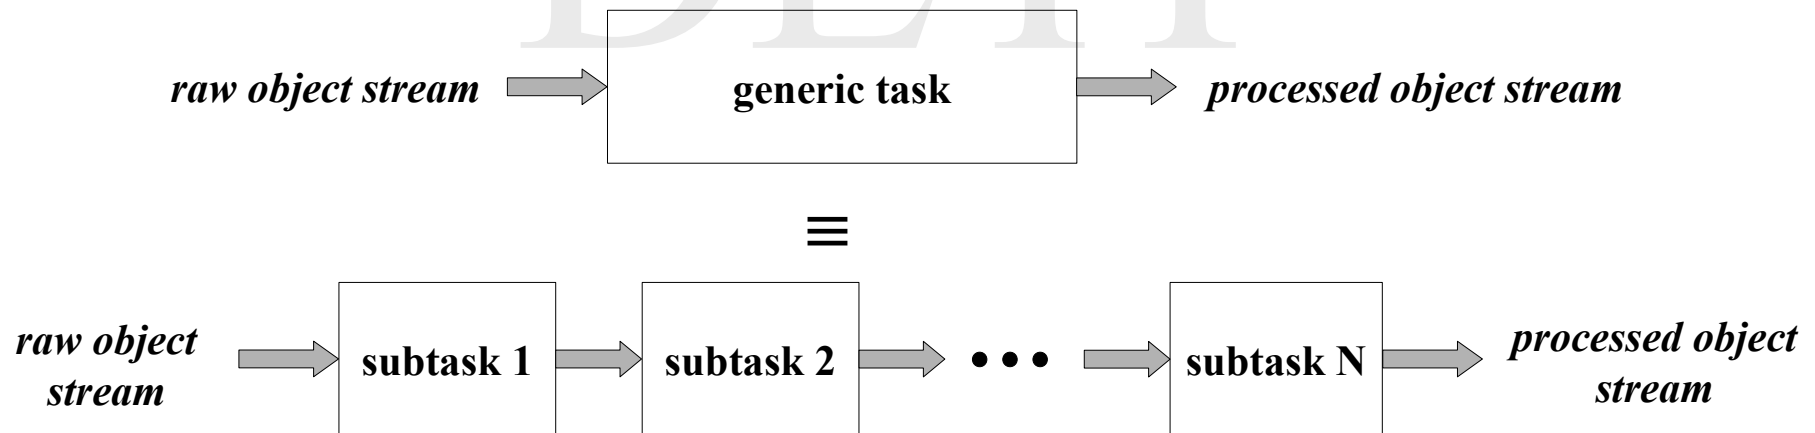 raw object stream generic task processed object stream
≡
raw object subtask 1 subtask 2 ••• subtask N processed object
stream stream